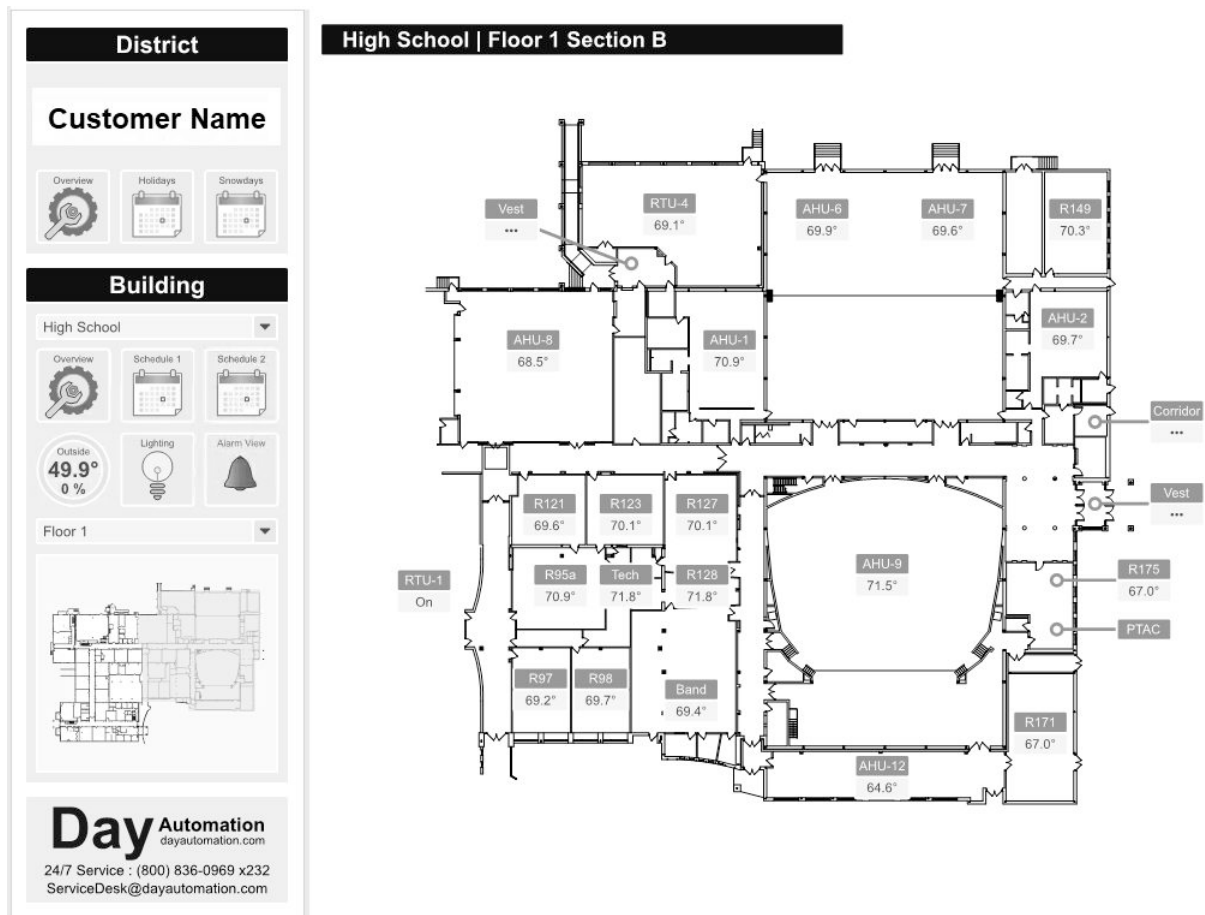 District
Customer Name
Overview
Holidays
Snowdays
Building
High School
Overview
Schedule 1
Schedule 2
Outside
49.9°
0 %
Lighting
Alarm View
Floor 1
Day Automation
dayautomation.com
24/7 Service : (800) 836-0969 x232
ServiceDesk@dayautomation.com
High School | Floor 1 Section B
Vest
...
RTU-4
69.1°
AHU-6
69.9°
AHU-7
69.6°
R149
70.3°
AHU-8
68.5°
AHU-1
70.9°
AHU-2
69.7°
Corridor
...
Vest
...
R121
69.6°
R123
70.1°
R127
70.1°
RTU-1
On
R95a
70.9°
Tech
71.8°
R128
71.8°
AHU-9
71.5°
R175
67.0°
PTAC
R97
69.2°
R98
69.7°
Band
69.4°
R171
67.0°
AHU-12
64.6°